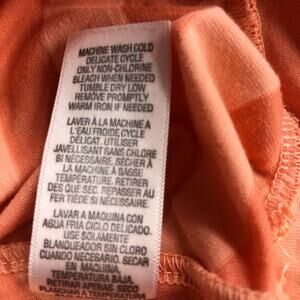 MACHINE WASH COLD
DELICATE CYCLE
ONLY NON-CHLORINE
BLEACH WHEN NEEDED
TUMBLE DRY LOW
REMOVE PROMPTLY
WARM IRON IF NEEDED
LAVER À LA MACHINE A
L'EAU FROIDE, CYCLE
DÉLICAT. UTILISER
JAVELLISANT SANS CHLORE
SI NÉCESSAIRE. SÉCHER À
LA MACHINE A BASSE
TEMPÉRATURE. RETIRER
DÈS QUE SEC. REPASSER AU
FER TIÈDE SI NÉCESSAIRE.
LAVAR A MAQUINA CON
AGUA FRIA CICLO DELICADO.
USE SOLAMENTE
BLANQUEADOR SIN CLORO
CUANDO NECESARIO. SECAR
EN MAQUINA,
TEMPERATURA BAJA,
RETIRAR APENAS SECO.
PLANCHAR A TEMPERATURA